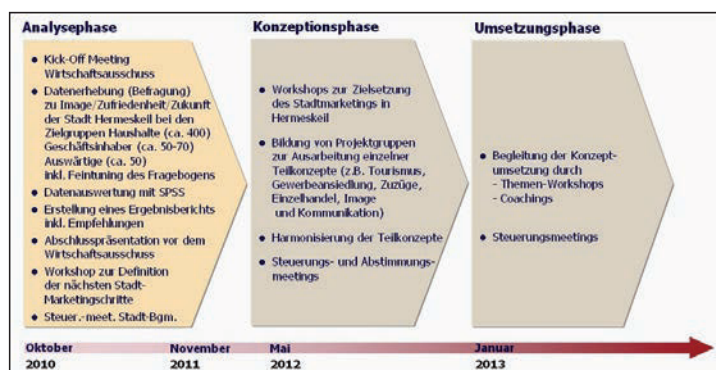 Analysephase
Kick-Off Meeting
Wirtschaftsausschuss
Datenerhebung (Befragung)
zu Image/Zufriedenheit/Zukunft
der Stadt Hermeskeil bei den
Zielgruppen Haushalte (ca. 400)
Geschäftsinhaber (ca. 50-70)
Auswärtige (ca. 50)
inkl. Feintuning des Fragebogens
Datenauswertung mit SPSS
Erstellung eines Ergebnisberichts
inkl. Empfehlungen
Abschlusspräsentation vor dem
Wirtschaftsausschuss
Workshop zur Definition
der nächsten Stadt-
Marketingschritte
Steuer.-meet. Stadt-Bgm.
Konzeptionsphase
Workshops zur Zielsetzung
des Stadtmarketings in
Hermeskeil
Bildung von Projektgruppen
zur Ausarbeitung einzelner
Teilkonzepte (z.B. Tourismus,
Gewerbeansiedlung, Zuzüge,
Einzelhandel, Image
und Kommunikation)
Harmonisierung der Teilkonzepte
Steuerungs- und Abstimmungs-
meetings
Umsetzungsphase
Begleitung der Konzept-
umsetzung durch
- Themen-Workshops
- Coachings
Steuerungsmeetings
Oktober
2010
November
2011
Mai
2012
Januar
2013